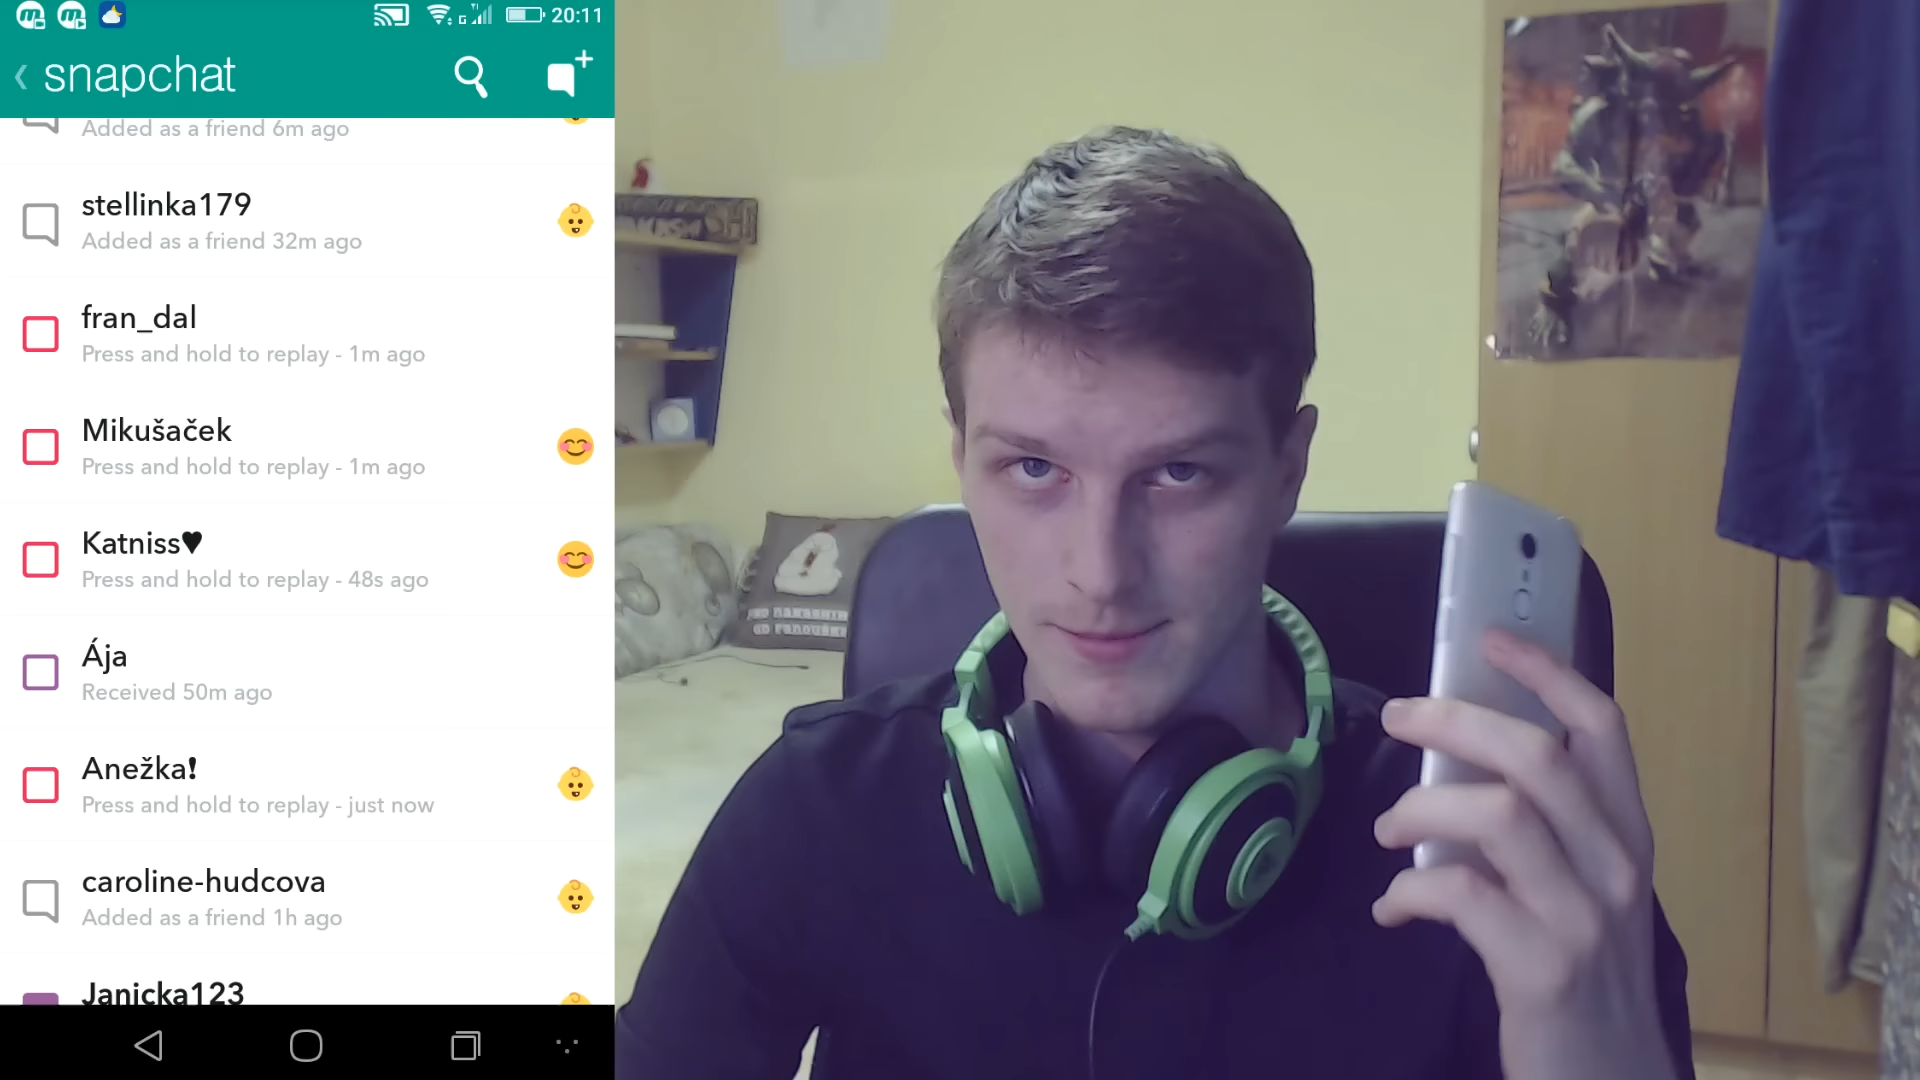 20:11
snapchat
Added as a friend 6m ago
stellinka179
Added as a friend 32m ago
fran_dal
Press and hold to replay - 1m ago
Mikušaček
Press and hold to replay - 1m ago
Katniss♥
Press and hold to replay - 48s ago
Ája
Received 50m ago
Anežka!
Press and hold to replay - just now
caroline-hudcova
Added as a friend 1h ago
Janicka123